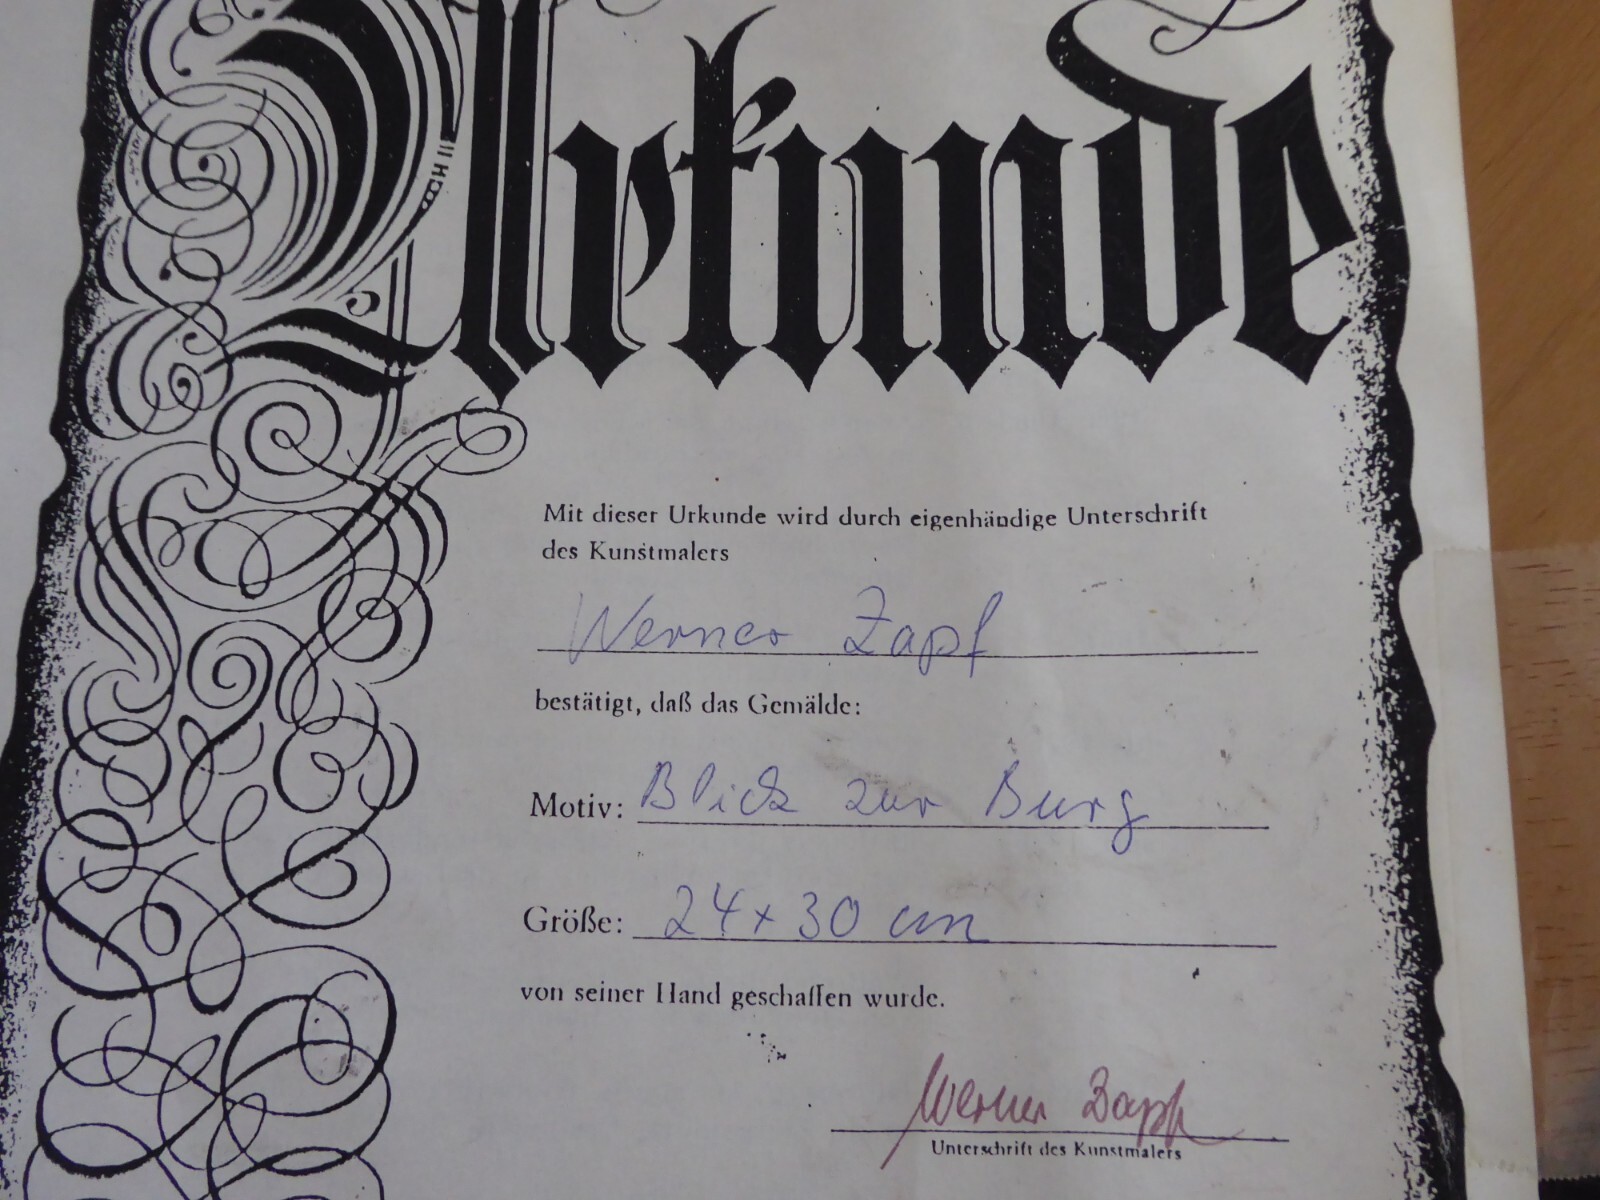 Urkunde
Mit dieser Urkunde wird durch eigenhändige Unterschrift
des Kunstmalers
Werner Zapf
bestätigt, daß das Gemälde:
Motiv: Blick zur Burg
Größe: 24 x 30 cm
von seiner Hand geschaffen wurde.
Werner Zapf
Unterschrift des Kunstmalers